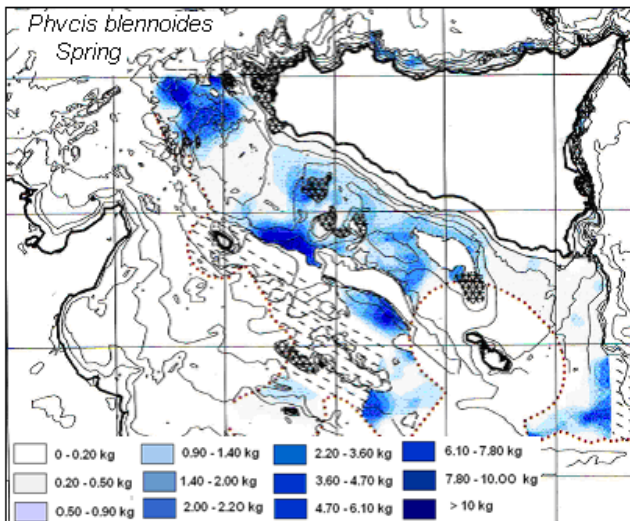 Phycis blennoides
Spring
0 - 0.20 kg
0.90 - 1.40 kg
2.20 - 3.60 kg
6.10 - 7.80 kg
0.20 - 0.50 kg
1.40 - 2.00 kg
3.60 - 4.70 kg
7.80 - 10.00 kg
0.50 - 0.90 kg
2.00 - 2.20 kg
4.70 - 6.10 kg
> 10 kg